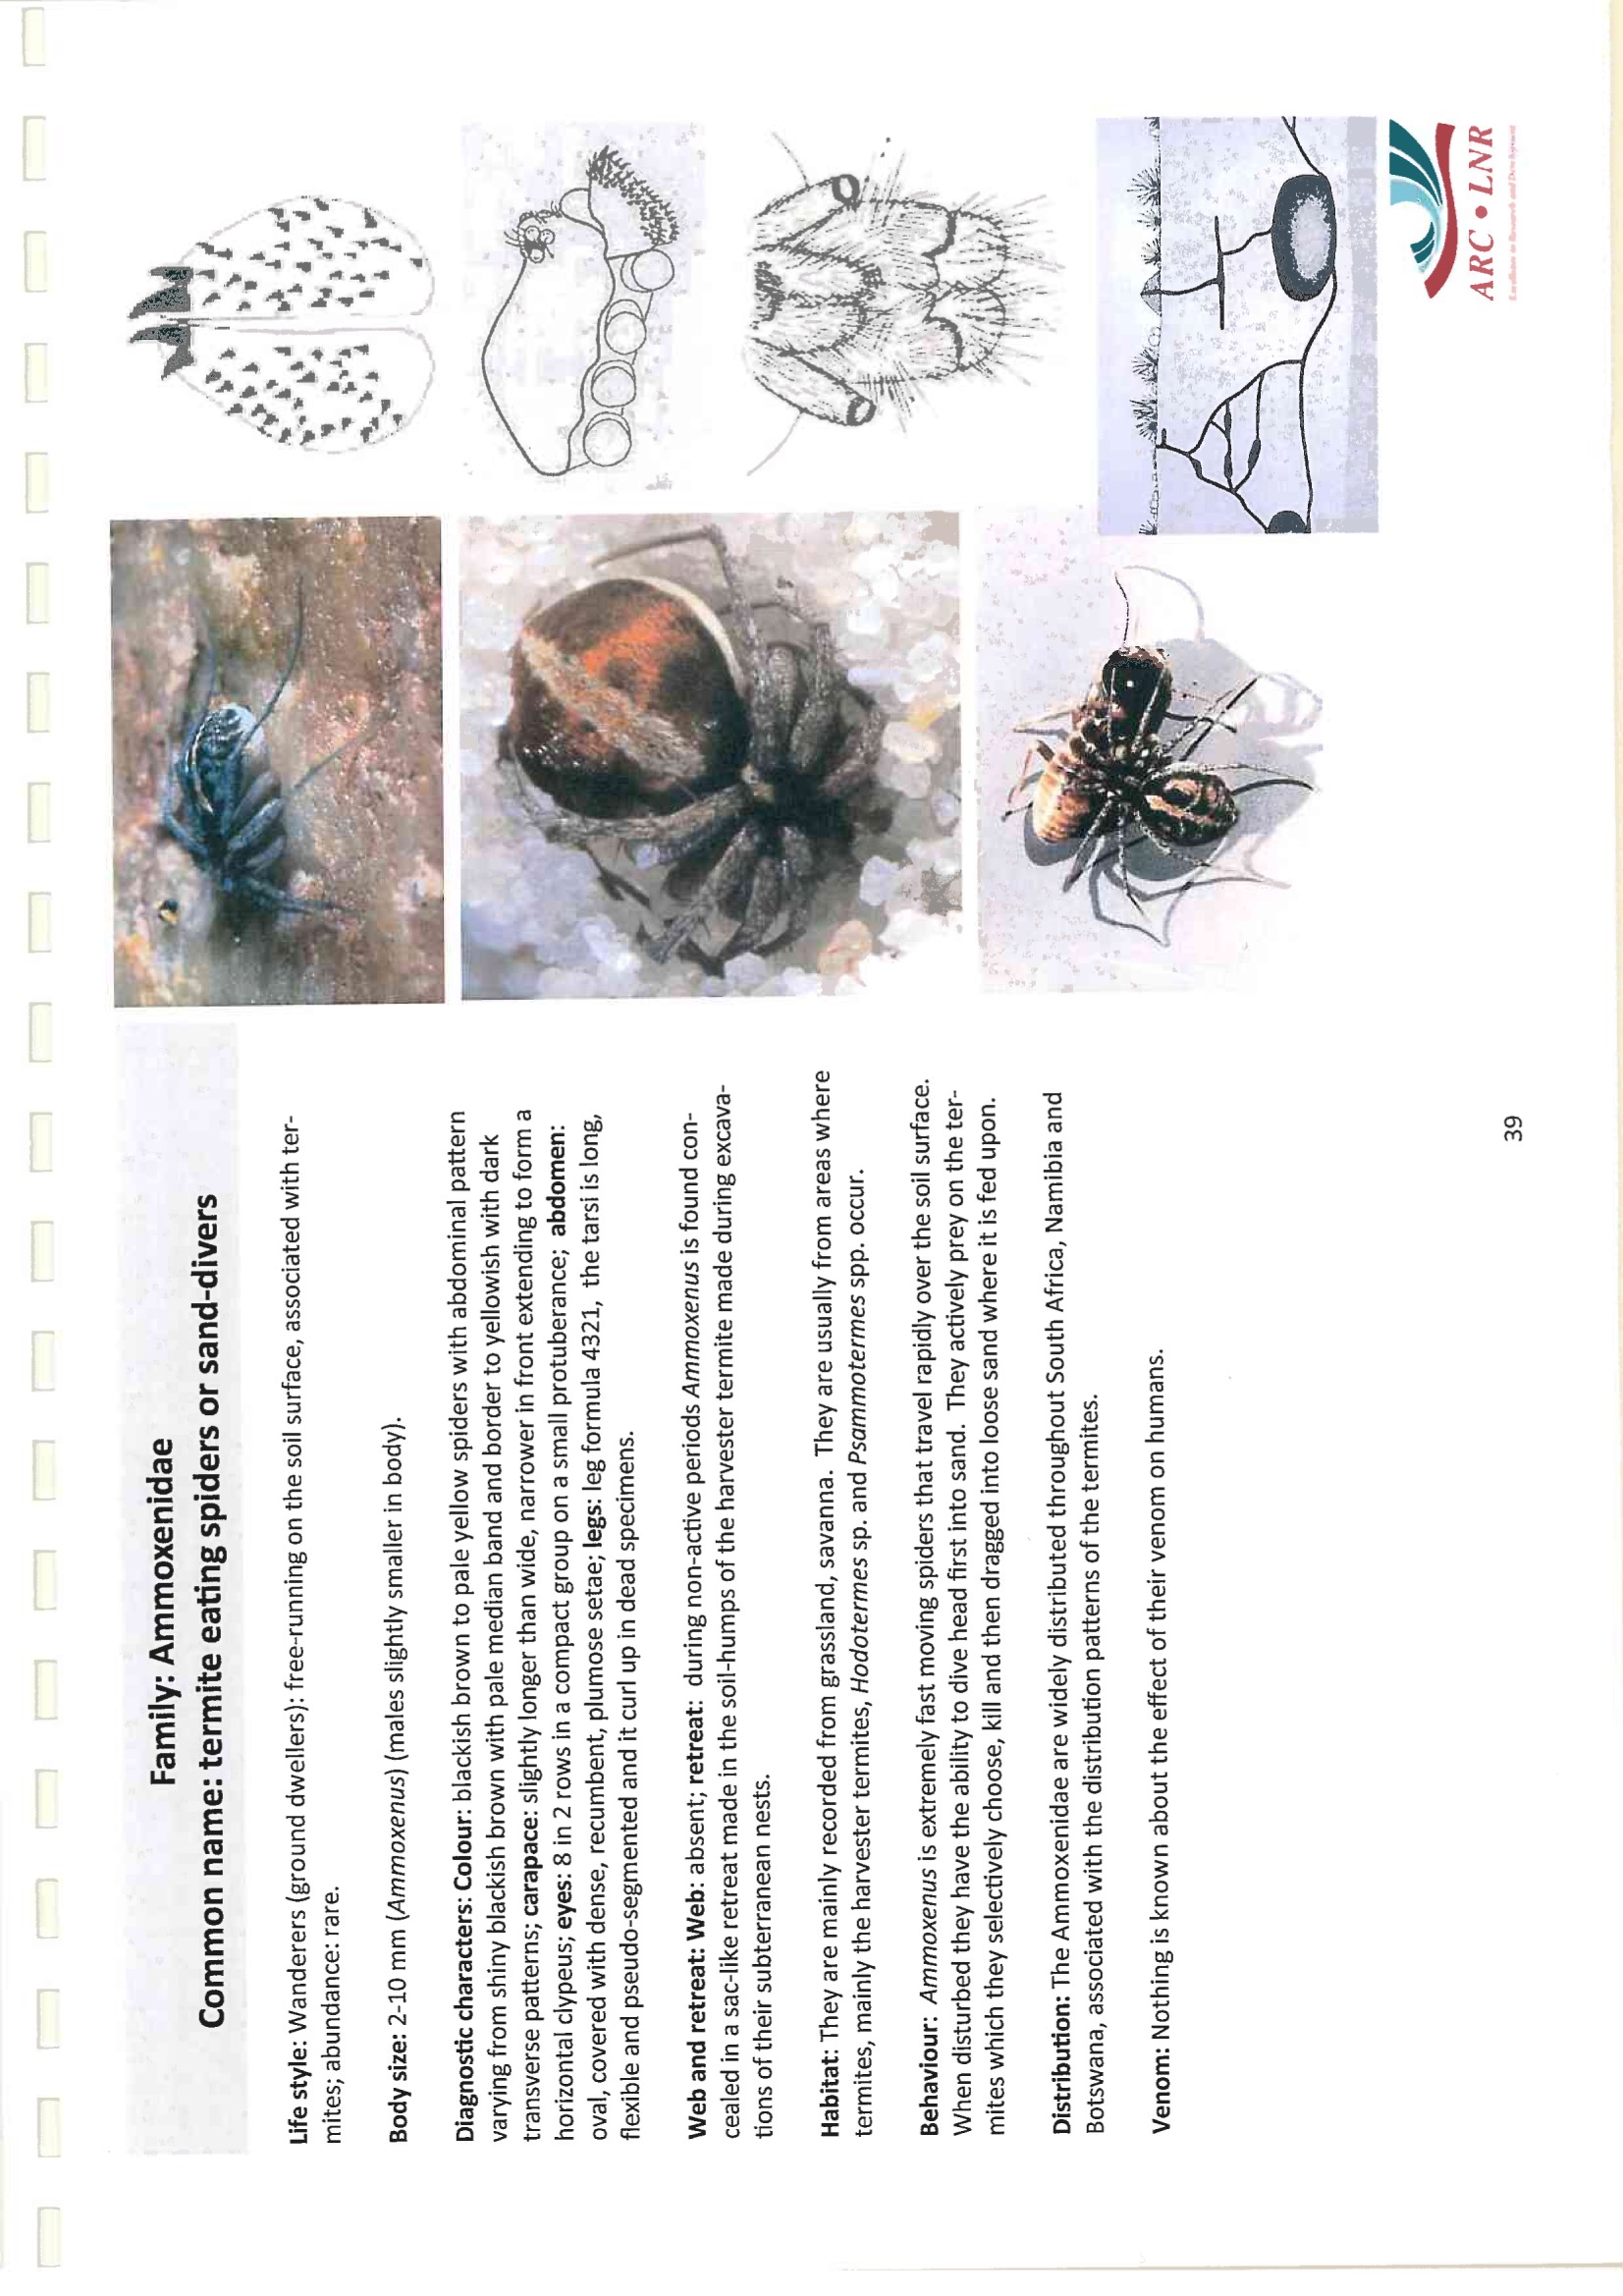 Family: Ammoxenidae
Common name: termite eating spiders or sand-divers
Life style: Wanderers (ground dwellers): free-running on the soil surface, associated with ter-
mites; abundance: rare.
Body size: 2-10 mm (Ammoxenus) (males slightly smaller in body).
Diagnostic characters: Colour: blackish brown to pale yellow spiders with abdominal pattern
varying from shiny blackish brown with pale median band and border to yellowish with dark
transverse patterns; carapace: slightly longer than wide, narrower in front extending to form a
horizontal clypeus; eyes: 8 in 2 rows in a compact group on a small protuberance; abdomen:
oval, covered with dense, recumbent, plumose setae; legs: leg formula 4321, the tarsi is long,
flexible and pseudo-segmented and it curl up in dead specimens.
Web and retreat: Web: absent; retreat: during non-active periods Ammoxenus is found con-
cealed in a sac-like retreat made in the soil-humps of the harvester termite made during excava-
tions of their subterranean nests.
Habitat: They are mainly recorded from grassland, savanna. They are usually from areas where
termites, mainly the harvester termites, Hodotermes sp. and Psammotermes spp. occur.
Behaviour: Ammoxenus is extremely fast moving spiders that travel rapidly over the soil surface.
When disturbed they have the ability to dive head first into sand. They actively prey on the ter-
mites which they selectively choose, kill and then dragged into loose sand where it is fed upon.
Distribution: The Ammoxenidae are widely distributed throughout South Africa, Namibia and
Botswana, associated with the distribution patterns of the termites.
Venom: Nothing is known about the effect of their venom on humans.
39
ARC • LNR
Excellence in Research and Development